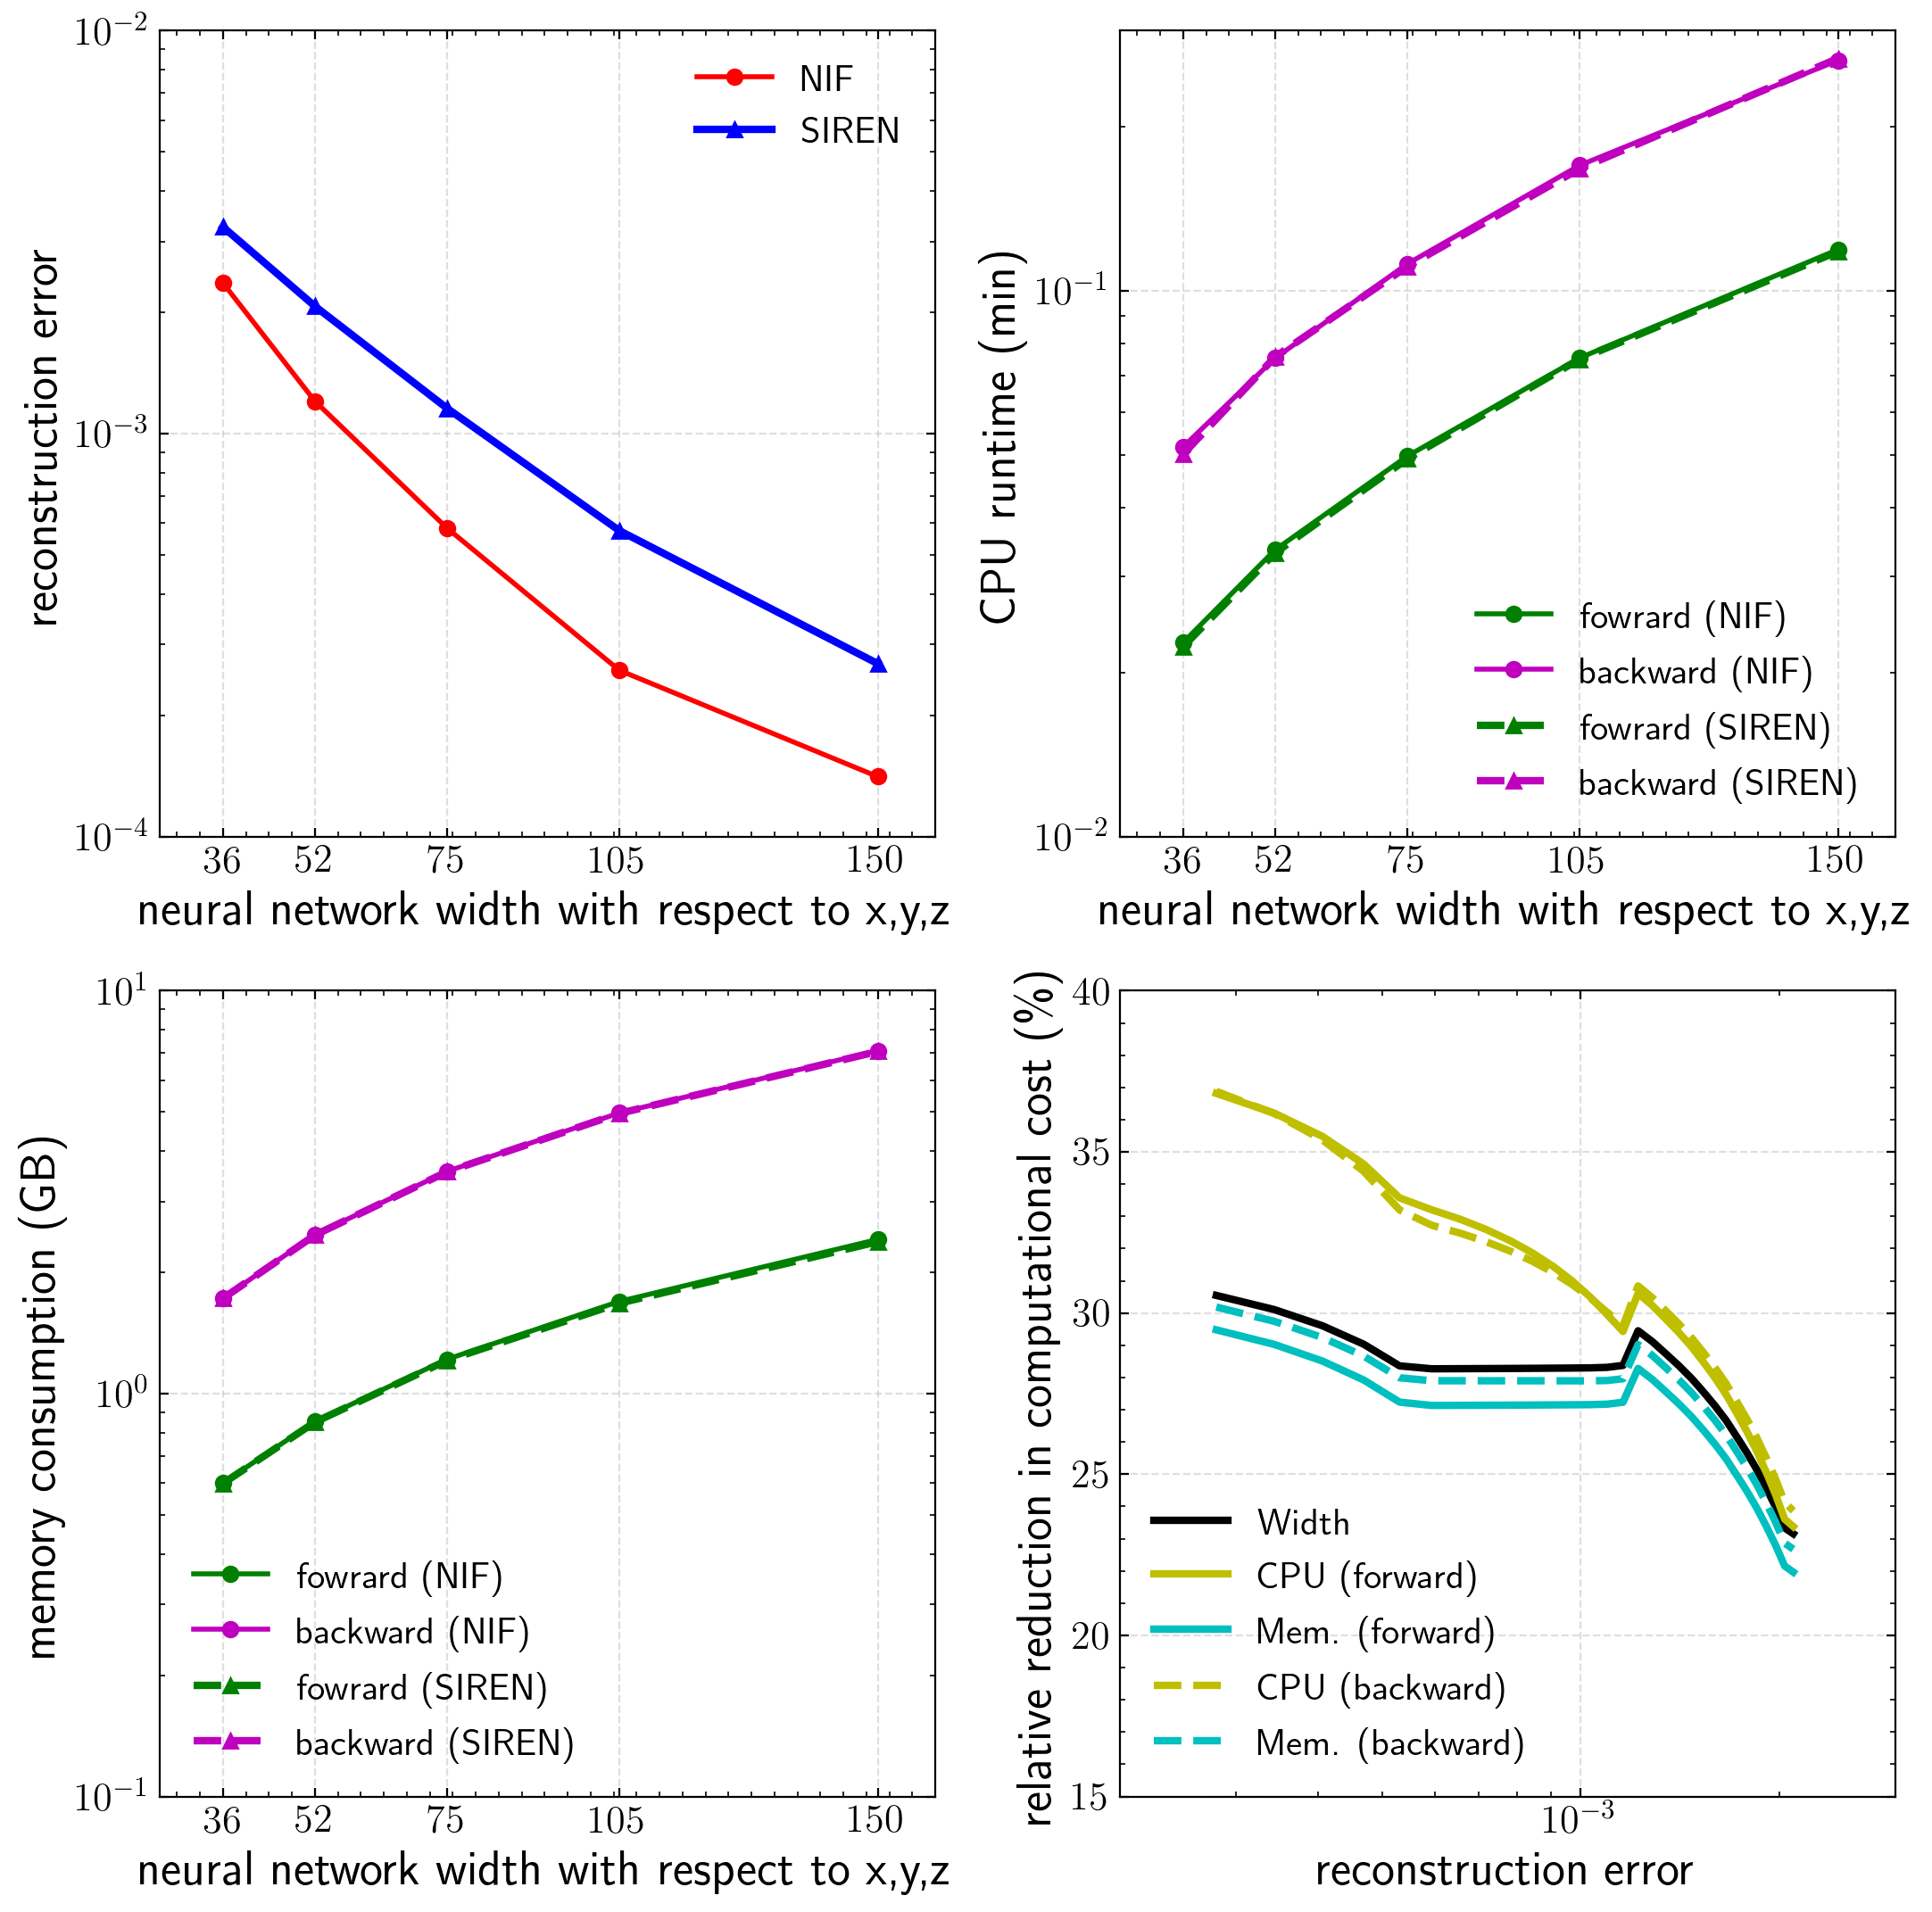 reconstruction error
10⁻²
10⁻³
10⁻⁴
NIF
SIREN
36 52 75 105 150
neural network width with respect to x,y,z
CPU runtime (min)
10⁻¹
10⁻²
fowrard (NIF)
backward (NIF)
fowrard (SIREN)
backward (SIREN)
36 52 75 105 150
neural network width with respect to x,y,z
memory consumption (GB)
10¹
10⁰
10⁻¹
fowrard (NIF)
backward (NIF)
fowrard (SIREN)
backward (SIREN)
36 52 75 105 150
neural network width with respect to x,y,z
relative reduction in computational cost (%)
40
35
30
25
20
15
Width
CPU (forward)
Mem. (forward)
CPU (backward)
Mem. (backward)
10⁻³
reconstruction error